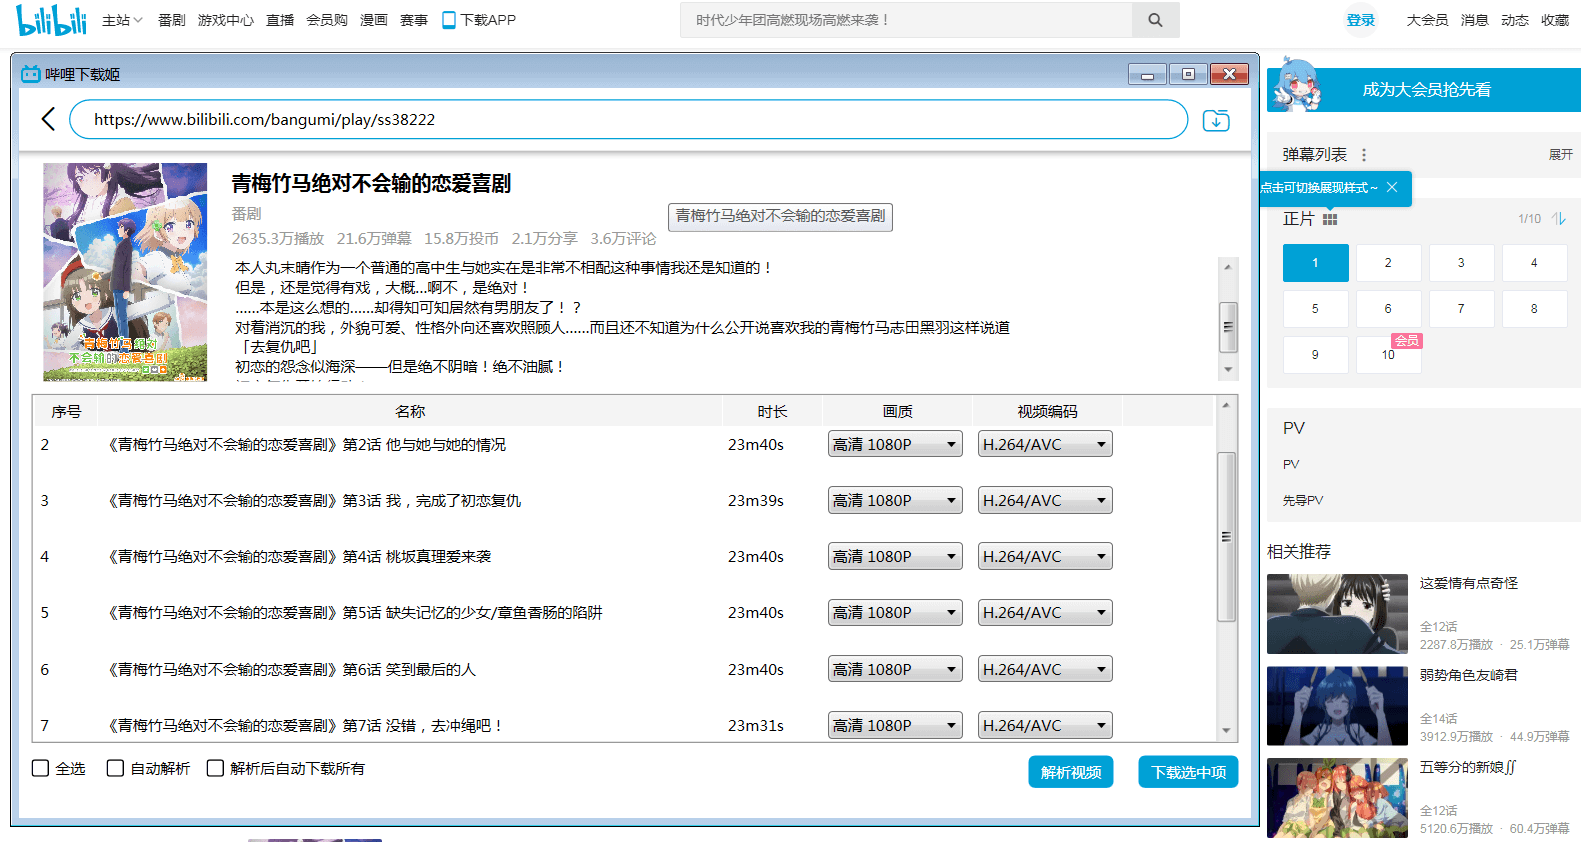 bilibili 主站 番剧 游戏中心 直播 会员购 漫画 赛事 下载APP 时代少年团高燃现场高燃来袭！ 登录 大会员 消息 动态 收藏
哔哩下载姬
https://www.bilibili.com/bangumi/play/ss38222
青梅竹马绝对不会输的恋爱喜剧
番剧
青梅竹马绝对不会输的恋爱喜剧
2635.3万播放 21.6万弹幕 15.8万投币 2.1万分享 3.6万评论
本人丸末晴作为一个普通的高中生与她实在是非常不相配这种事情我还是知道的！
但是，还是觉得有戏，大概...啊不，是绝对！
......本是这么想的......却得知可知居然有男朋友了！？
对着消沉的我，外貌可爱、性格外向还喜欢照顾人......而且还不知道为什么公开说喜欢我的青梅竹马志田黑羽这样说道
「去复仇吧」
初恋的怨念似海深——但是绝不阴暗！绝不油腻！
青梅竹马绝对
不会输的恋爱喜剧
序号 名称 时长 画质 视频编码
2 《青梅竹马绝对不会输的恋爱喜剧》第2话 他与她与她的情况 23m40s 高清 1080P H.264/AVC
3 《青梅竹马绝对不会输的恋爱喜剧》第3话 我，完成了初恋复仇 23m39s 高清 1080P H.264/AVC
4 《青梅竹马绝对不会输的恋爱喜剧》第4话 桃坂真理爱来袭 23m40s 高清 1080P H.264/AVC
5 《青梅竹马绝对不会输的恋爱喜剧》第5话 缺失记忆的少女/章鱼香肠的陷阱 23m40s 高清 1080P H.264/AVC
6 《青梅竹马绝对不会输的恋爱喜剧》第6话 笑到最后的人 23m40s 高清 1080P H.264/AVC
7 《青梅竹马绝对不会输的恋爱喜剧》第7话 没错，去冲绳吧！ 23m31s 高清 1080P H.264/AVC
全选 自动解析 解析后自动下载所有 解析视频 下载选中项
成为大会员抢先看
弹幕列表 展开
点击可切换展现样式～
正片 1/10
1 2 3 4
5 6 7 8
会员
9 10
PV
PV
先导PV
相关推荐
这爱情有点奇怪
全12话
2287.8万播放 · 25.1万弹幕
弱势角色友崎君
全14话
3912.9万播放 · 44.9万弹幕
五等分的新娘∬
全12话
5120.6万播放 · 60.4万弹幕